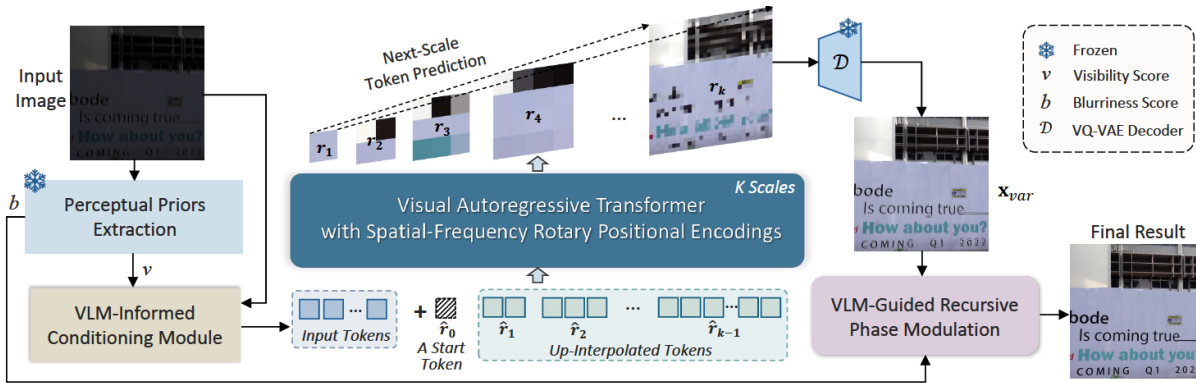 Input
Image
bode
Is coming true
How about you?
COMING Q1 2022
Perceptual Priors
Extraction
b
v
VLM-Informed
Conditioning Module
Next-Scale
Token Prediction
r₁
r₂
r₃
r₄
...
rₖ
K Scales
Visual Autoregressive Transformer
with Spatial-Frequency Rotary Positional Encodings
...
Input Tokens
+
r̂₀
A Start
Token
... ...
r̂₁
r̂₂
r̂ₖ₋₁
Up-Interpolated Tokens
𝒟
bode
Is coming true
How about you?
COMING Q1 2022
𝐱ᵥₐᵣ
VLM-Guided Recursive
Phase Modulation
Final Result
bode
Is coming true
How about you?
COMING Q1 2022
Frozen
v Visibility Score
b Blurriness Score
𝒟 VQ-VAE Decoder